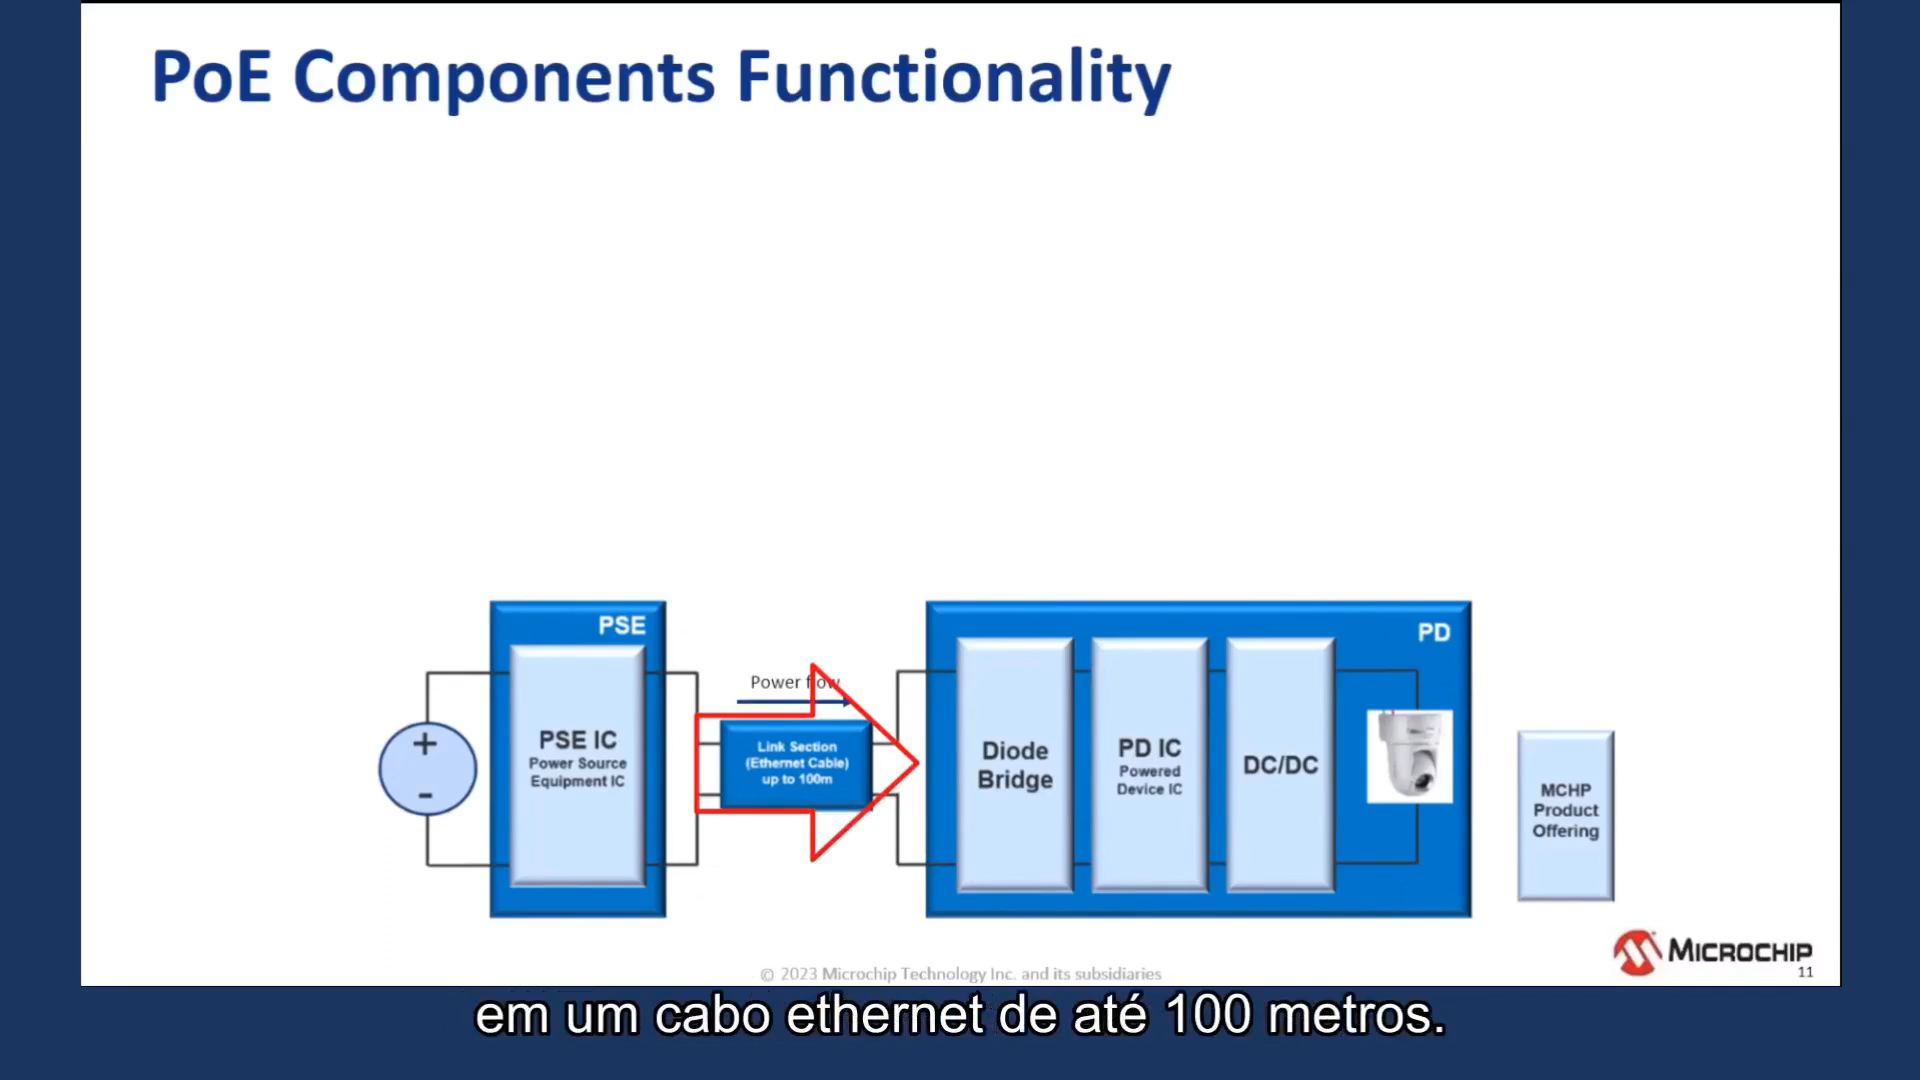 PoE Components Functionality
PSE
PSE IC
Power Source
Equipment IC
Power flow
Link Section
(Ethernet Cable)
up to 100m
PD
Diode
Bridge
PD IC
Powered
Device IC
DC/DC
MCHP
Product
Offering
MICROCHIP
© 2023 Microchip Technology Inc. and its subsidiaries
11
em um cabo ethernet de até 100 metros.